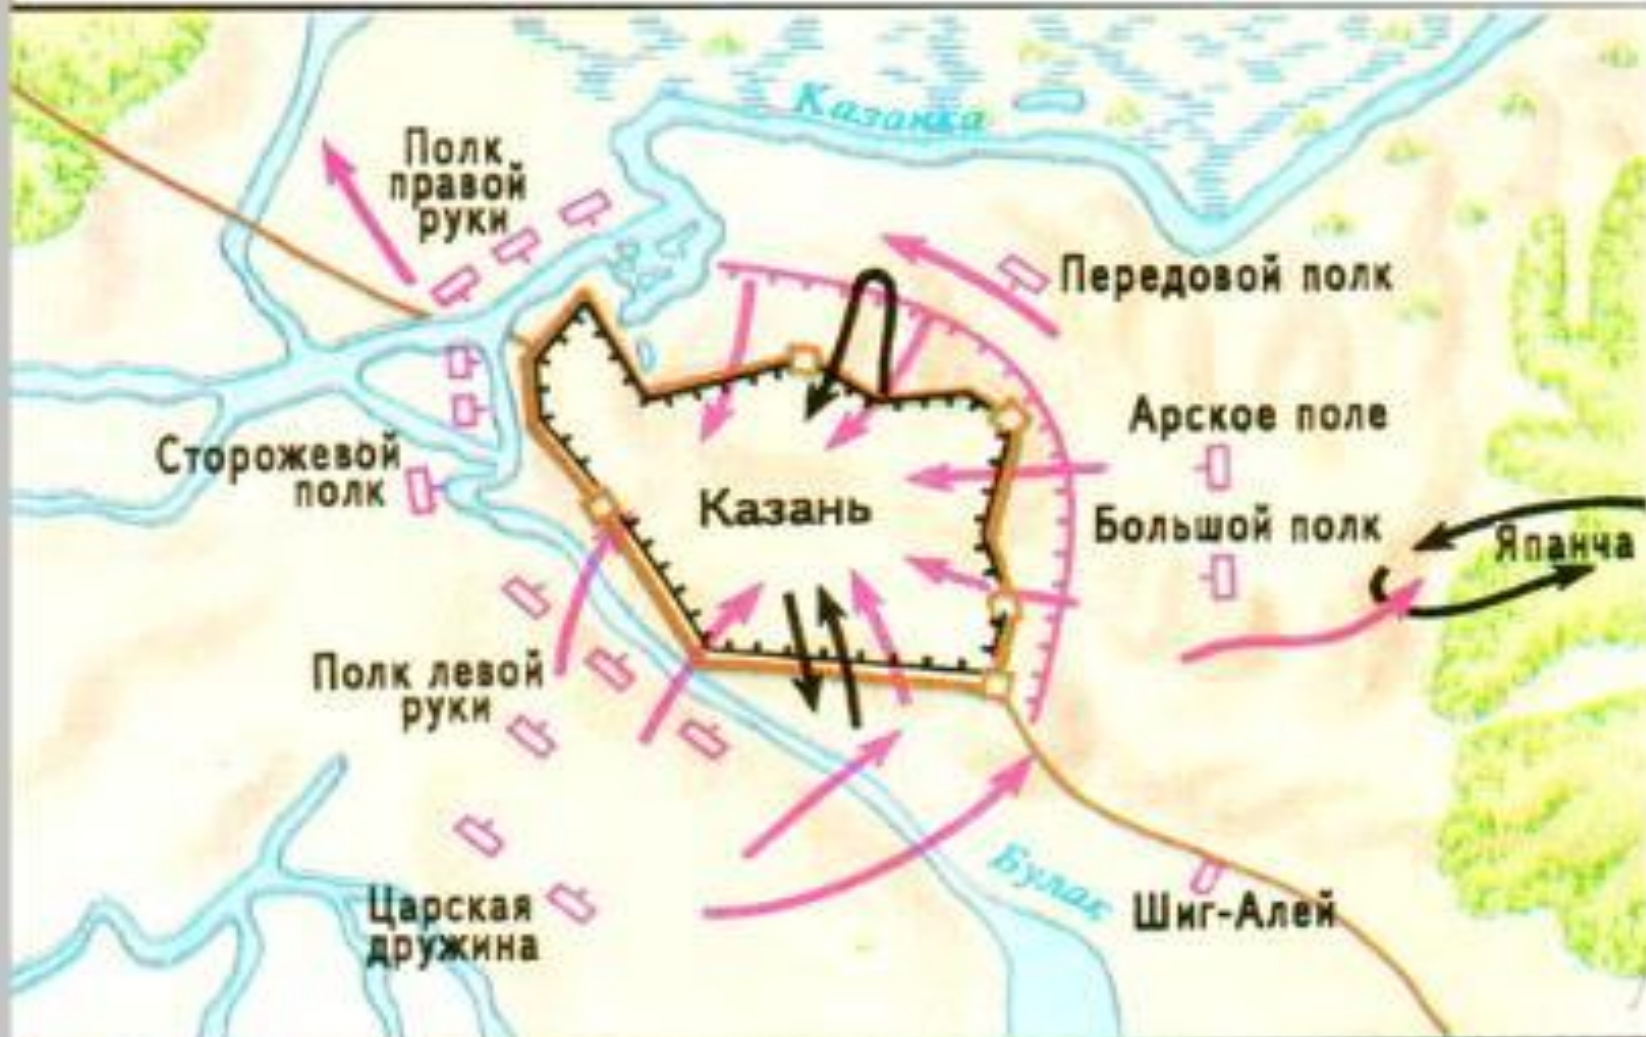 Казанка
Полк
правой
руки
Передовой полк
Арское поле
Сторожевой
полк
Казань
Большой полк
Япанча
Полк левой
руки
Булак
Царская
дружина
Шиг-Алей